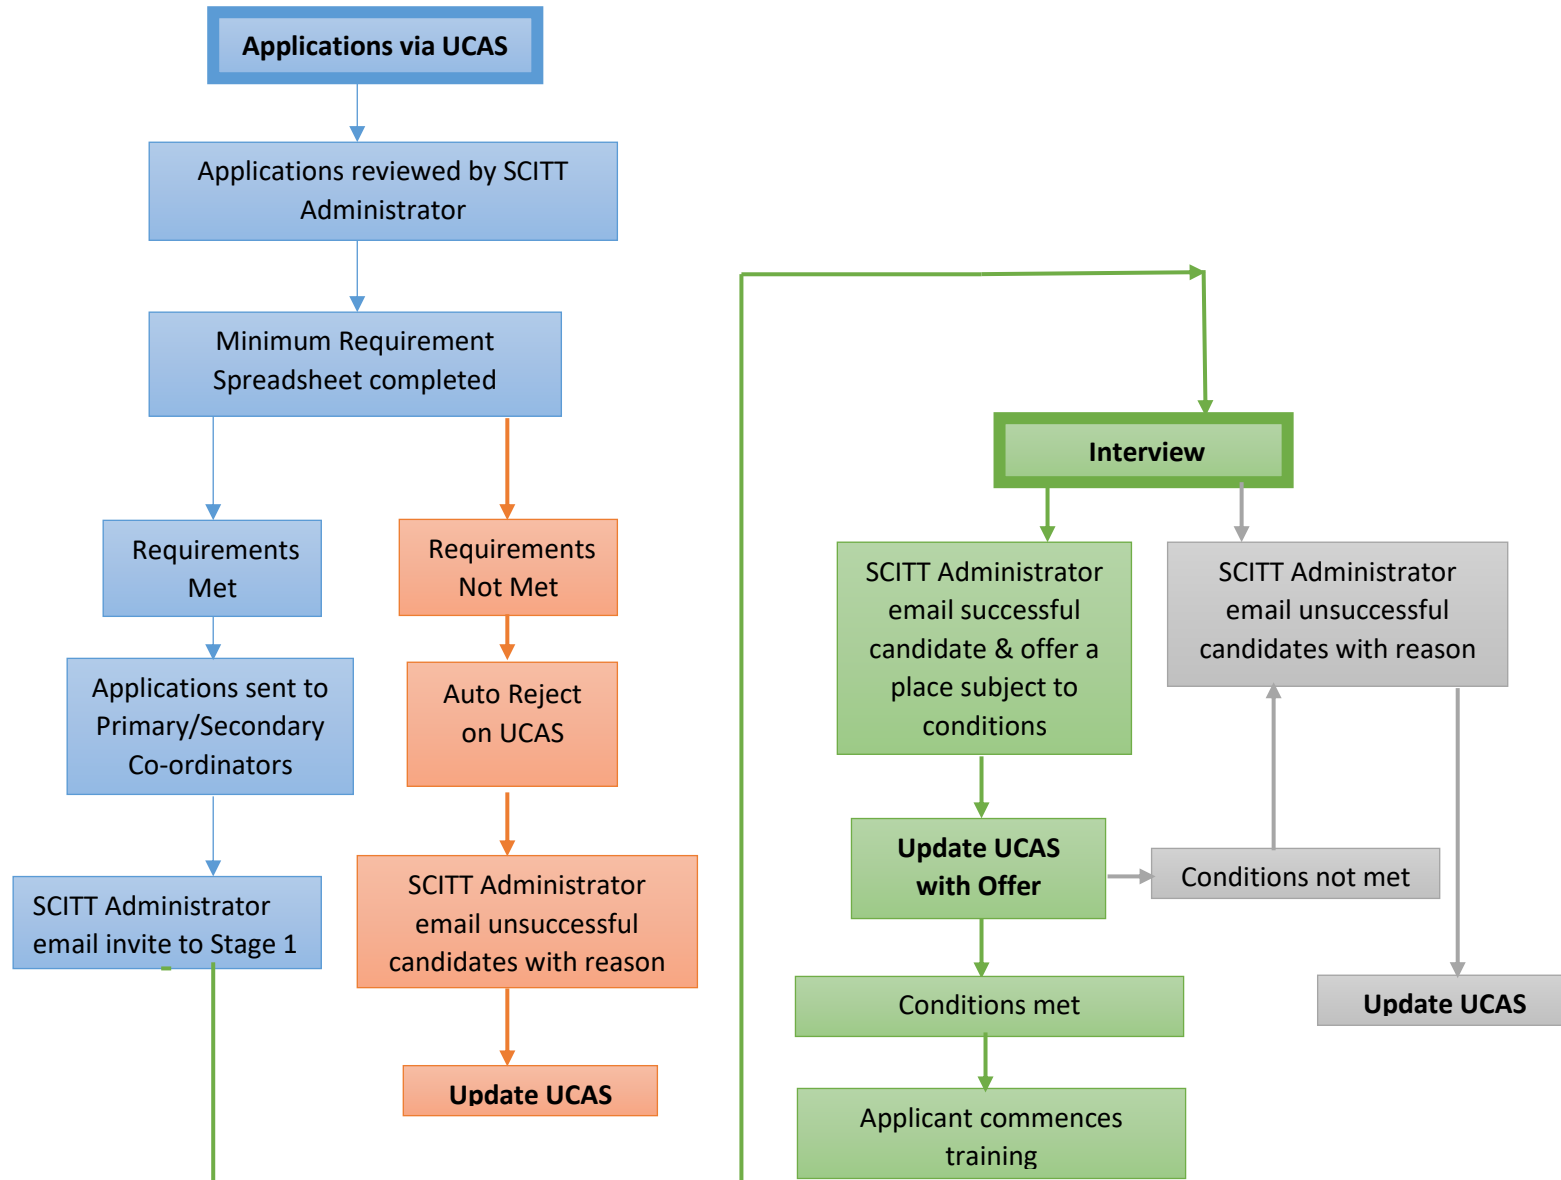 Applications via UCAS
Applications reviewed by SCITT
Administrator
Minimum Requirement
Spreadsheet completed
Requirements
Met
Requirements
Not Met
Applications sent to
Primary/Secondary
Co-ordinators
Auto Reject
on UCAS
SCITT Administrator
email invite to Stage 1
SCITT Administrator
email unsuccessful
candidates with reason
Update UCAS
Interview
SCITT Administrator
email successful
candidate & offer a
place subject to
conditions
SCITT Administrator
email unsuccessful
candidates with reason
Update UCAS
with Offer
Conditions not met
Conditions met
Update UCAS
Applicant commences
training